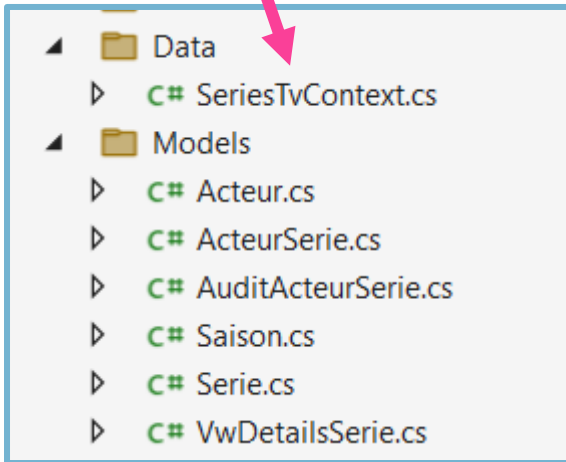 Data
C# SeriesTvContext.cs
Models
C# Acteur.cs
C# ActeurSerie.cs
C# AuditActeurSerie.cs
C# Saison.cs
C# Serie.cs
C# VwDetailsSerie.cs